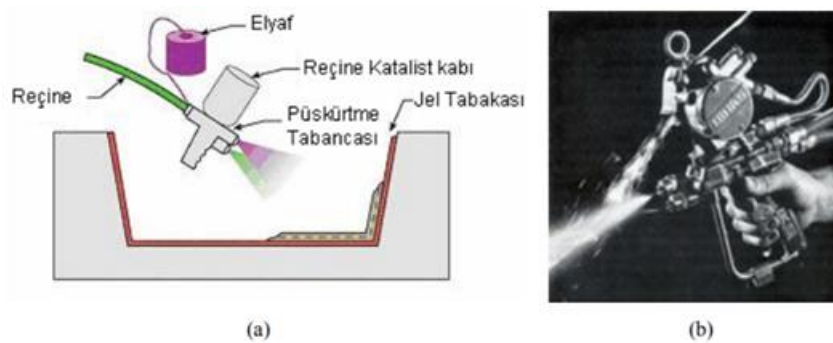 Elyaf
Reçine Katalist kabı
Reçine
Jel Tabakası
Püskürtme
Tabancası
(a)
(b)